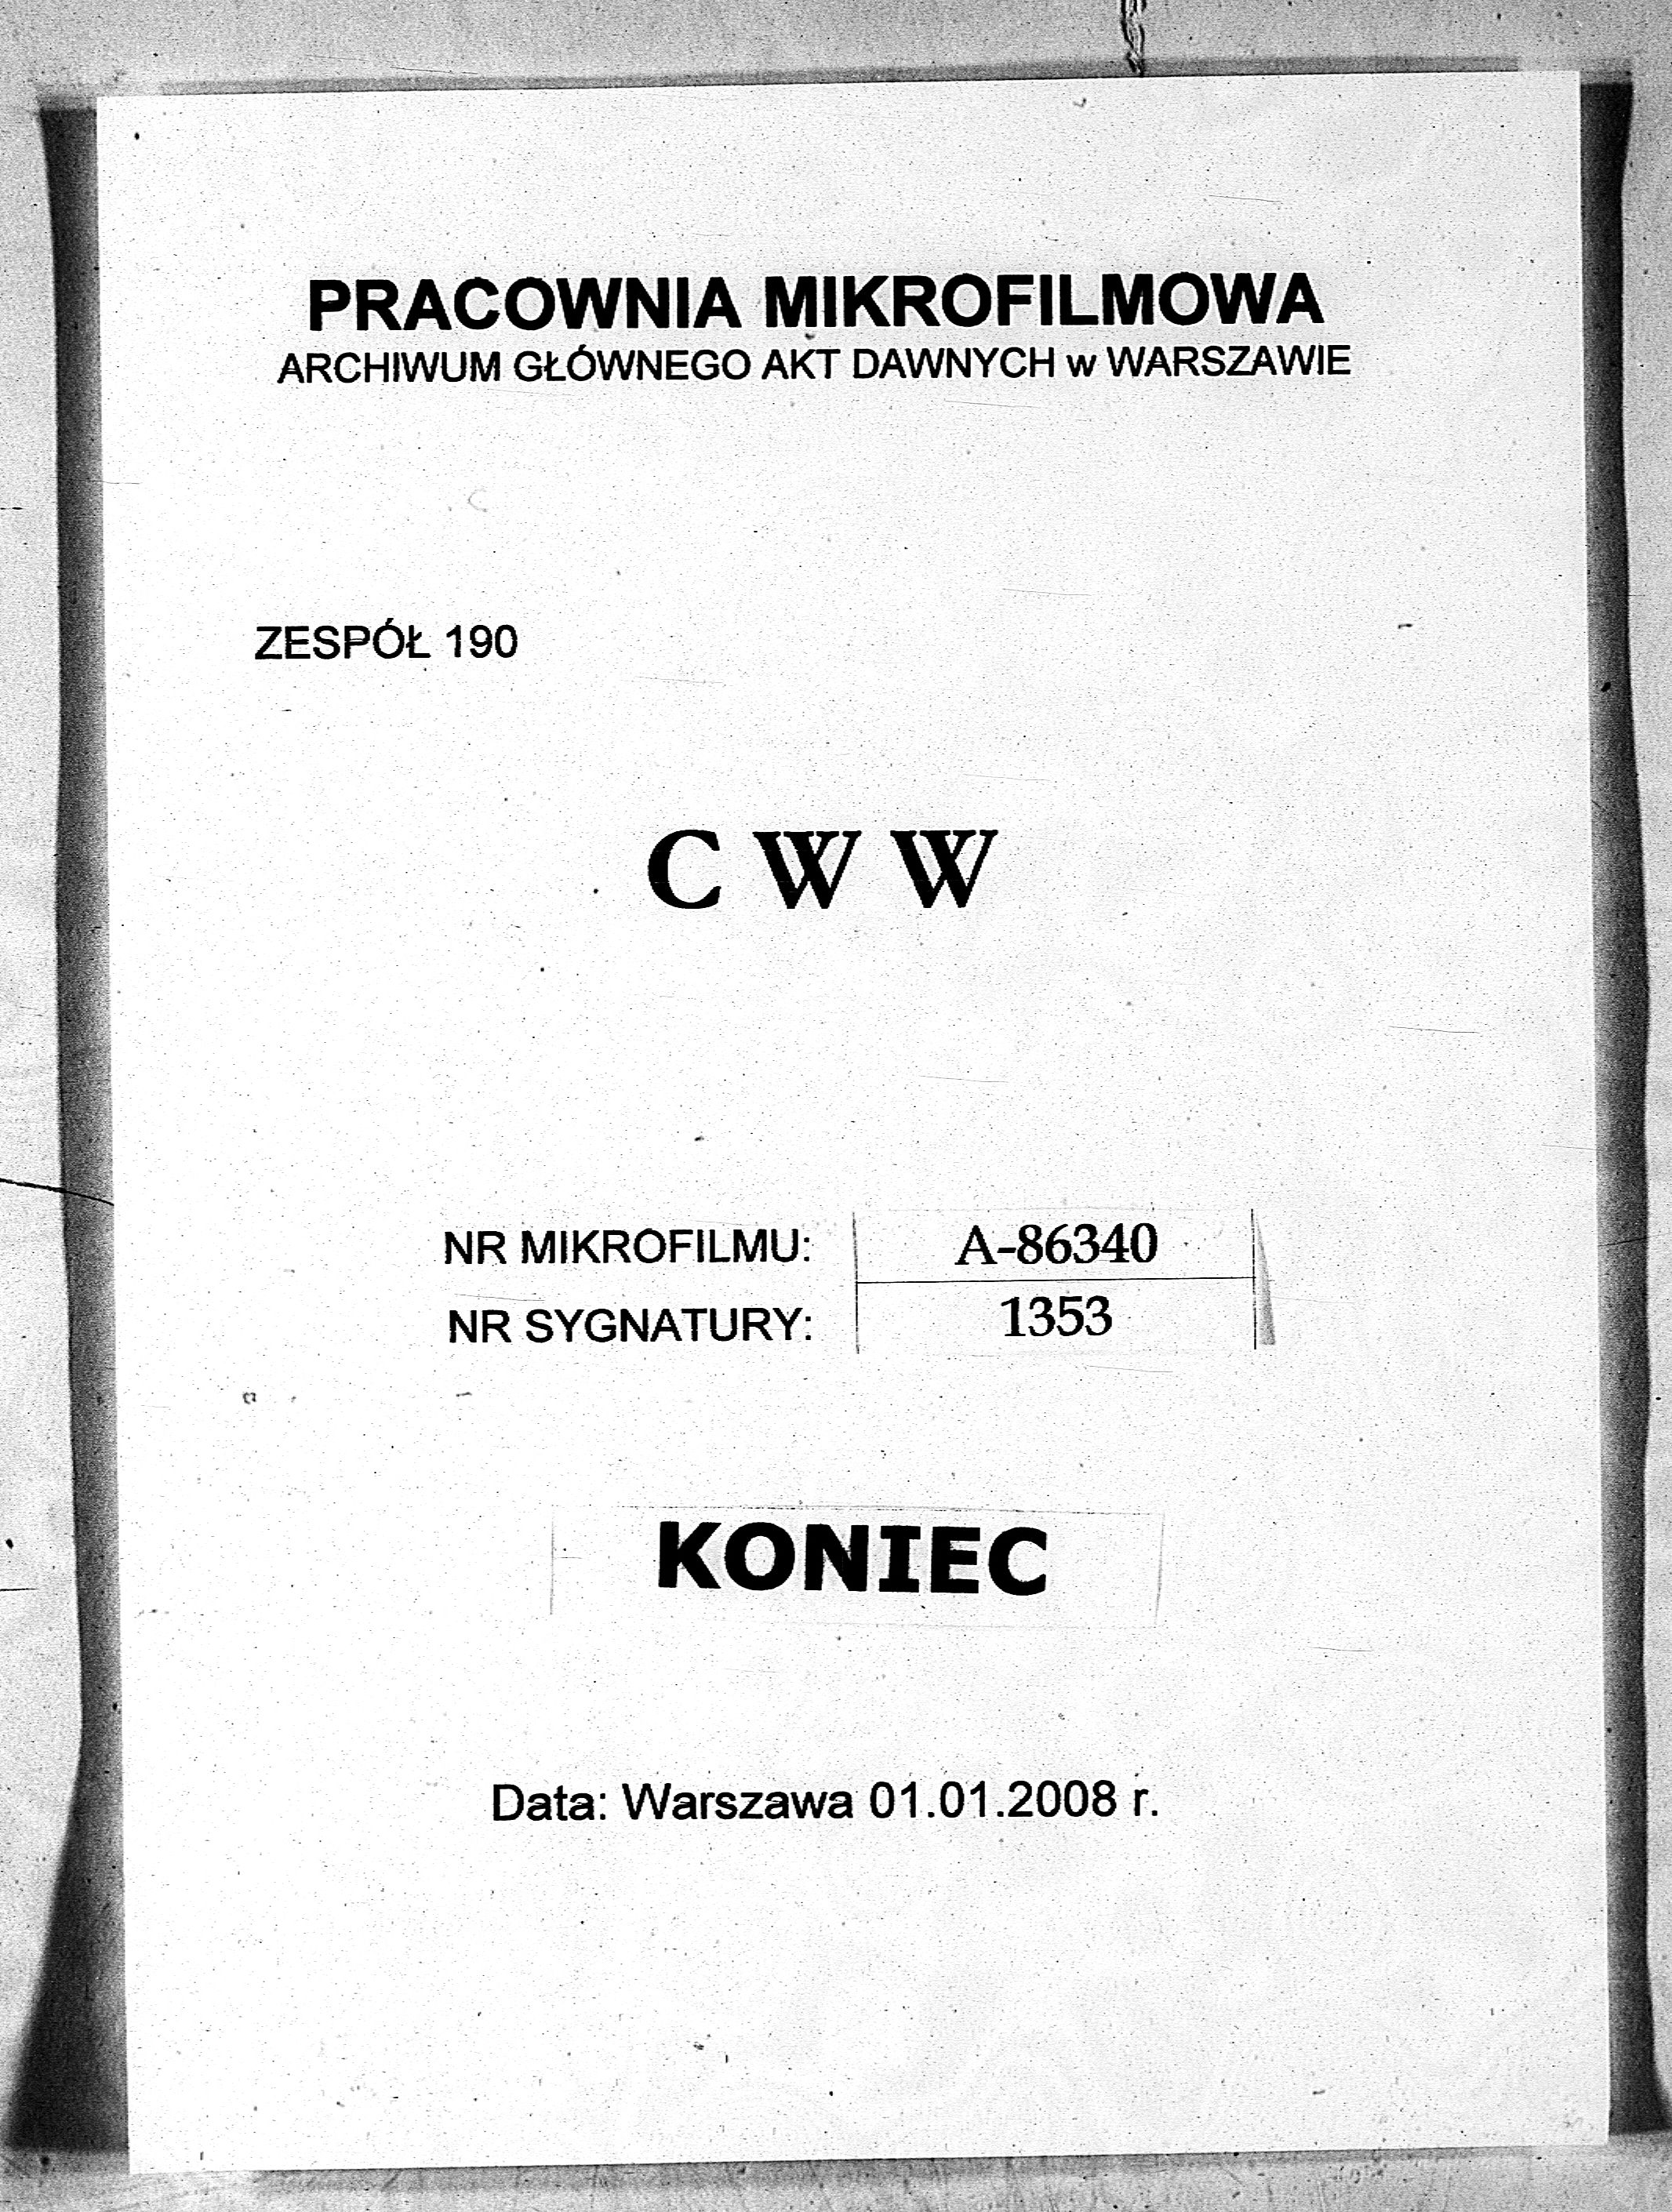 PRACOWNIA MIKROFILMOWA
ARCHIWUM GŁÓWNEGO AKT DAWNYCH w WARSZAWIE
ZESPÓŁ 190
C W W
NR MIKROFILMU: A-86340
NR SYGNATURY: 1353
KONIEC
Data: Warszawa 01.01.2008 r.